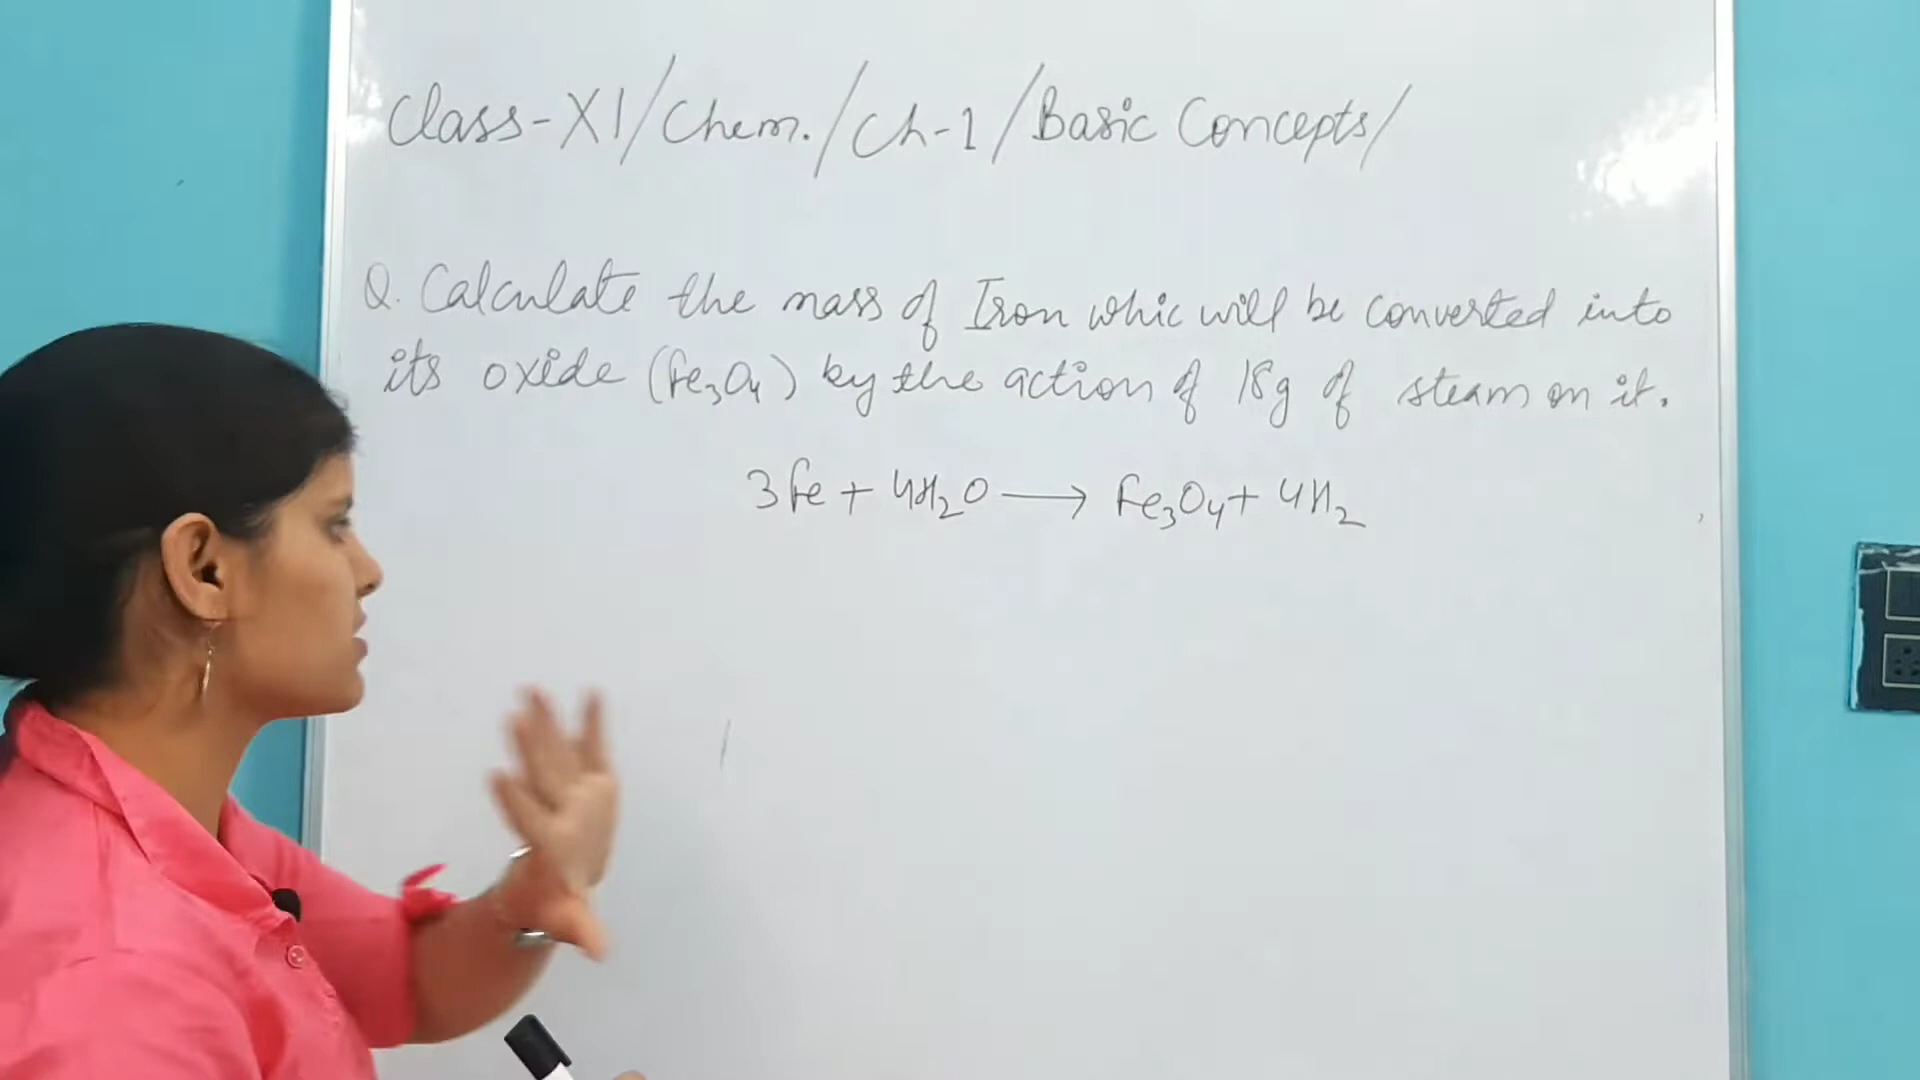 Class-XI/Chem./Ch-1/Basic Concepts/
Q. Calculate the mass of Iron whic will be converted into
its oxide (Fe₃O₄) by the action of 18g of steam on it.
3Fe + 4H₂O ⟶ Fe₃O₄ + 4H₂